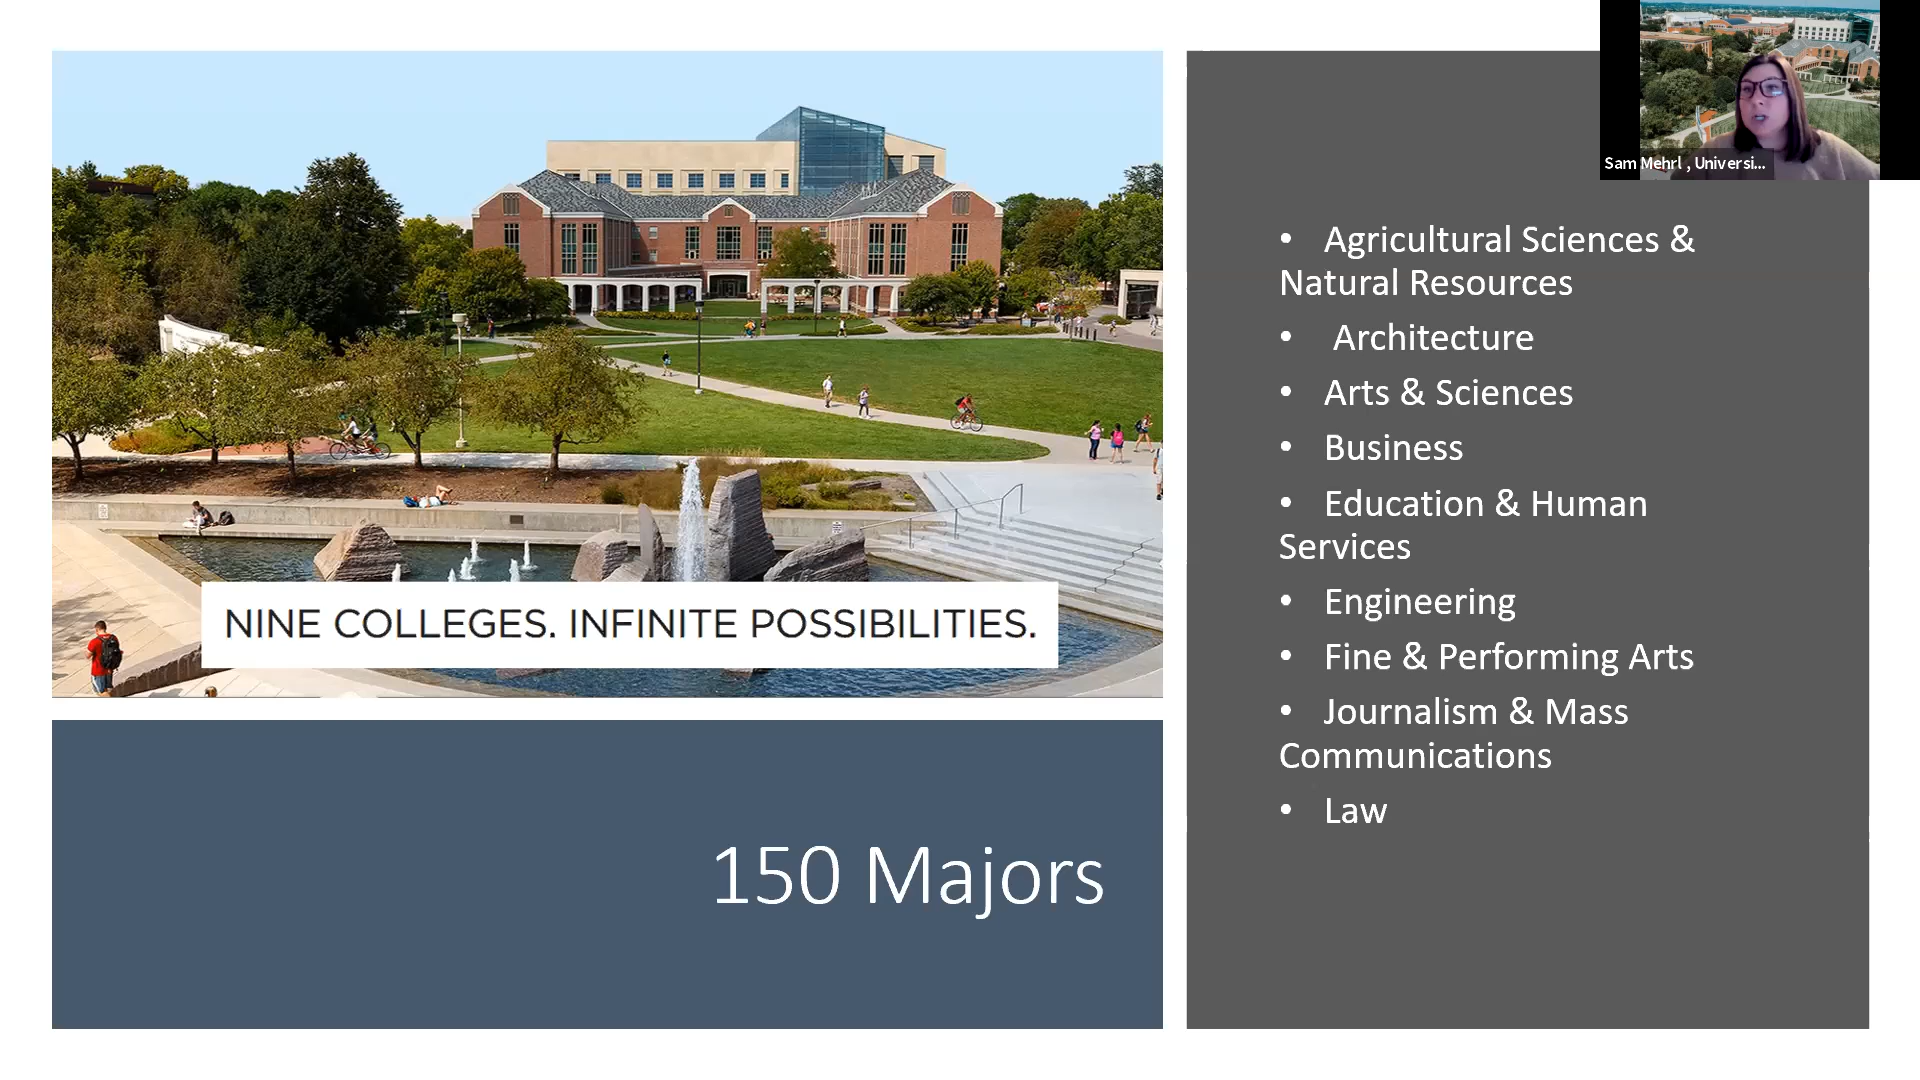 NINE COLLEGES. INFINITE POSSIBILITIES.
150 Majors
• Agricultural Sciences &
Natural Resources
• Architecture
• Arts & Sciences
• Business
• Education & Human
Services
• Engineering
• Fine & Performing Arts
• Journalism & Mass
Communications
• Law
Sam Mehrl , Universi...